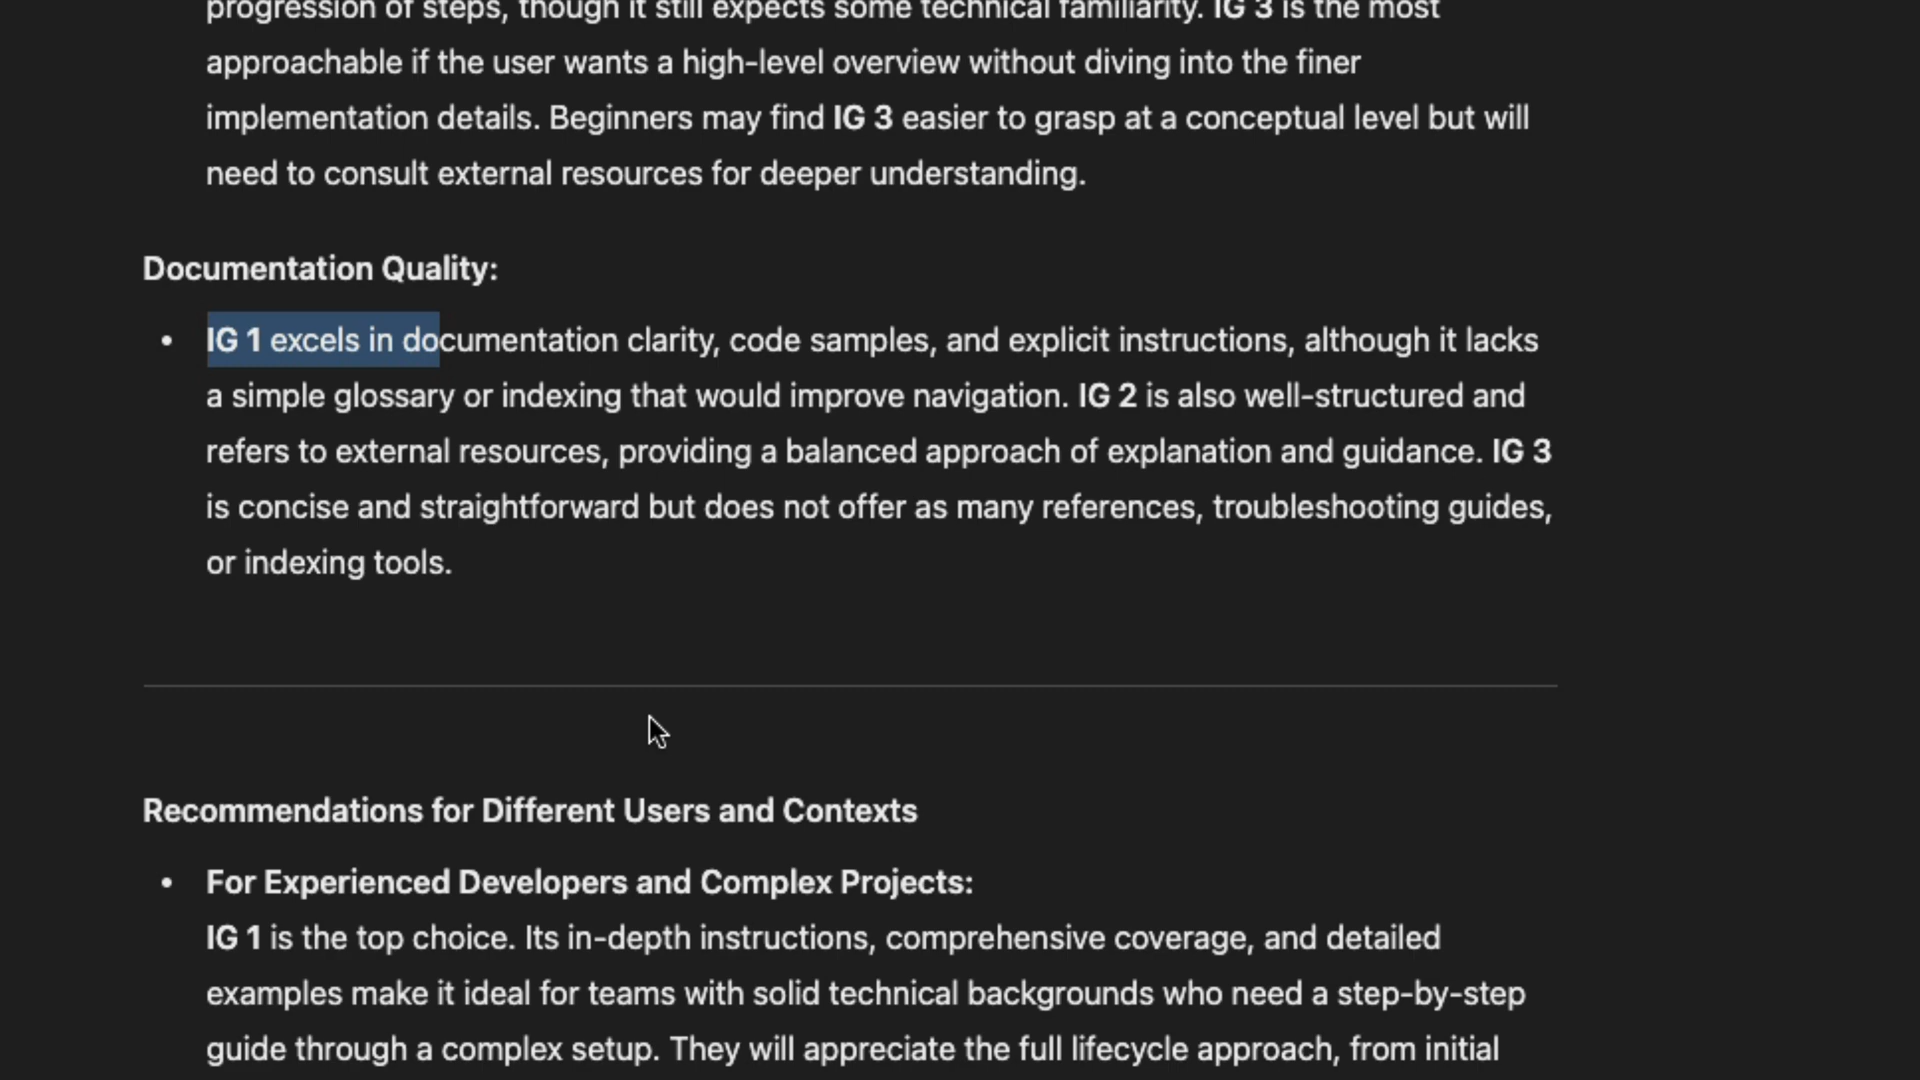 progression of steps, though it still expects some technical familiarity. IG 3 is the most
approachable if the user wants a high-level overview without diving into the finer
implementation details. Beginners may find IG 3 easier to grasp at a conceptual level but will
need to consult external resources for deeper understanding.
Documentation Quality:
• IG 1 excels in documentation clarity, code samples, and explicit instructions, although it lacks
a simple glossary or indexing that would improve navigation. IG 2 is also well-structured and
refers to external resources, providing a balanced approach of explanation and guidance. IG 3
is concise and straightforward but does not offer as many references, troubleshooting guides,
or indexing tools.
Recommendations for Different Users and Contexts
• For Experienced Developers and Complex Projects:
IG 1 is the top choice. Its in-depth instructions, comprehensive coverage, and detailed
examples make it ideal for teams with solid technical backgrounds who need a step-by-step
guide through a complex setup. They will appreciate the full lifecycle approach, from initial